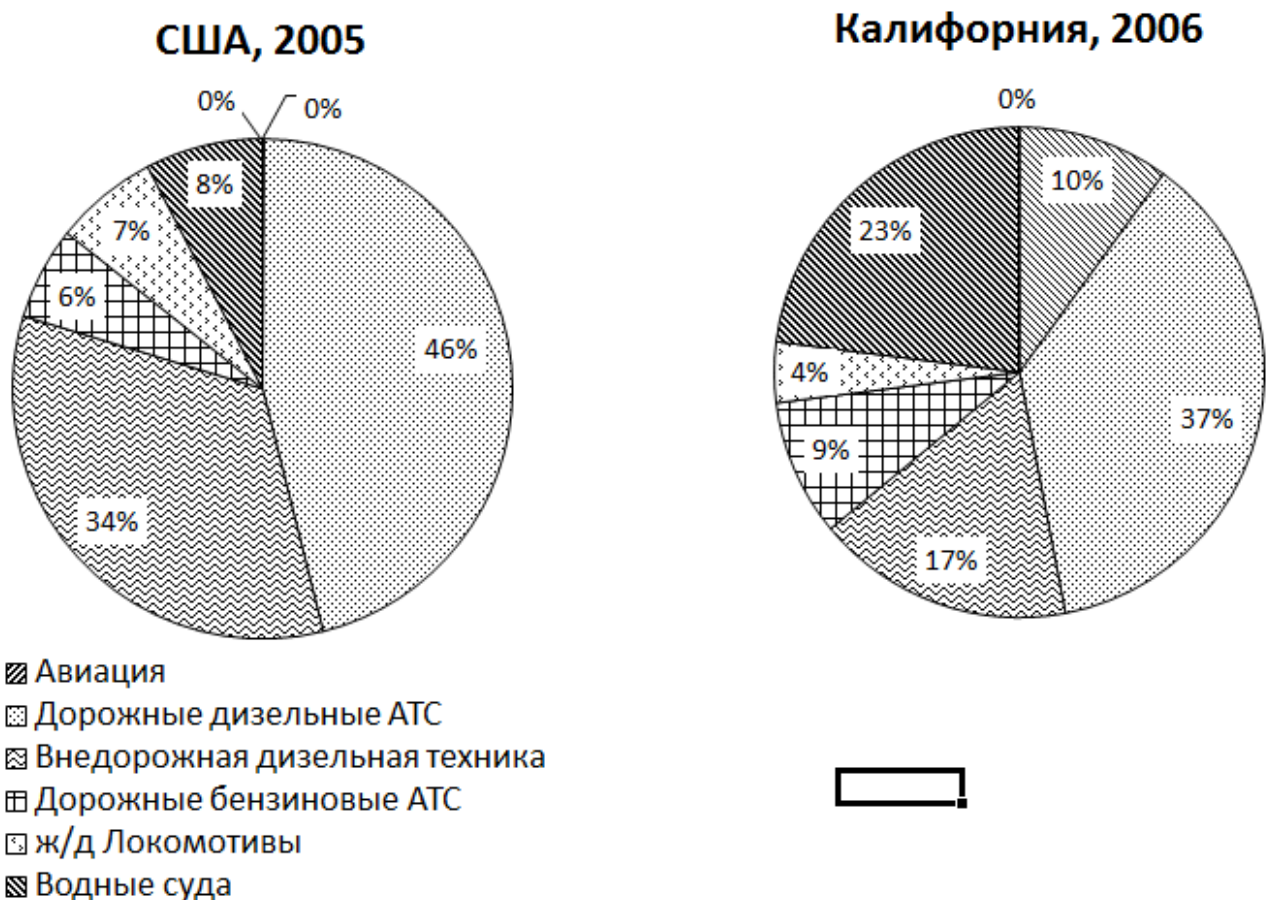 США, 2005
Калифорния, 2006
0%
0%
8%
7%
6%
46%
34%
0%
10%
23%
4%
9%
37%
17%
Авиация
Дорожные дизельные АТС
Внедорожная дизельная техника
Дорожные бензиновые АТС
ж/д Локомотивы
Водные суда